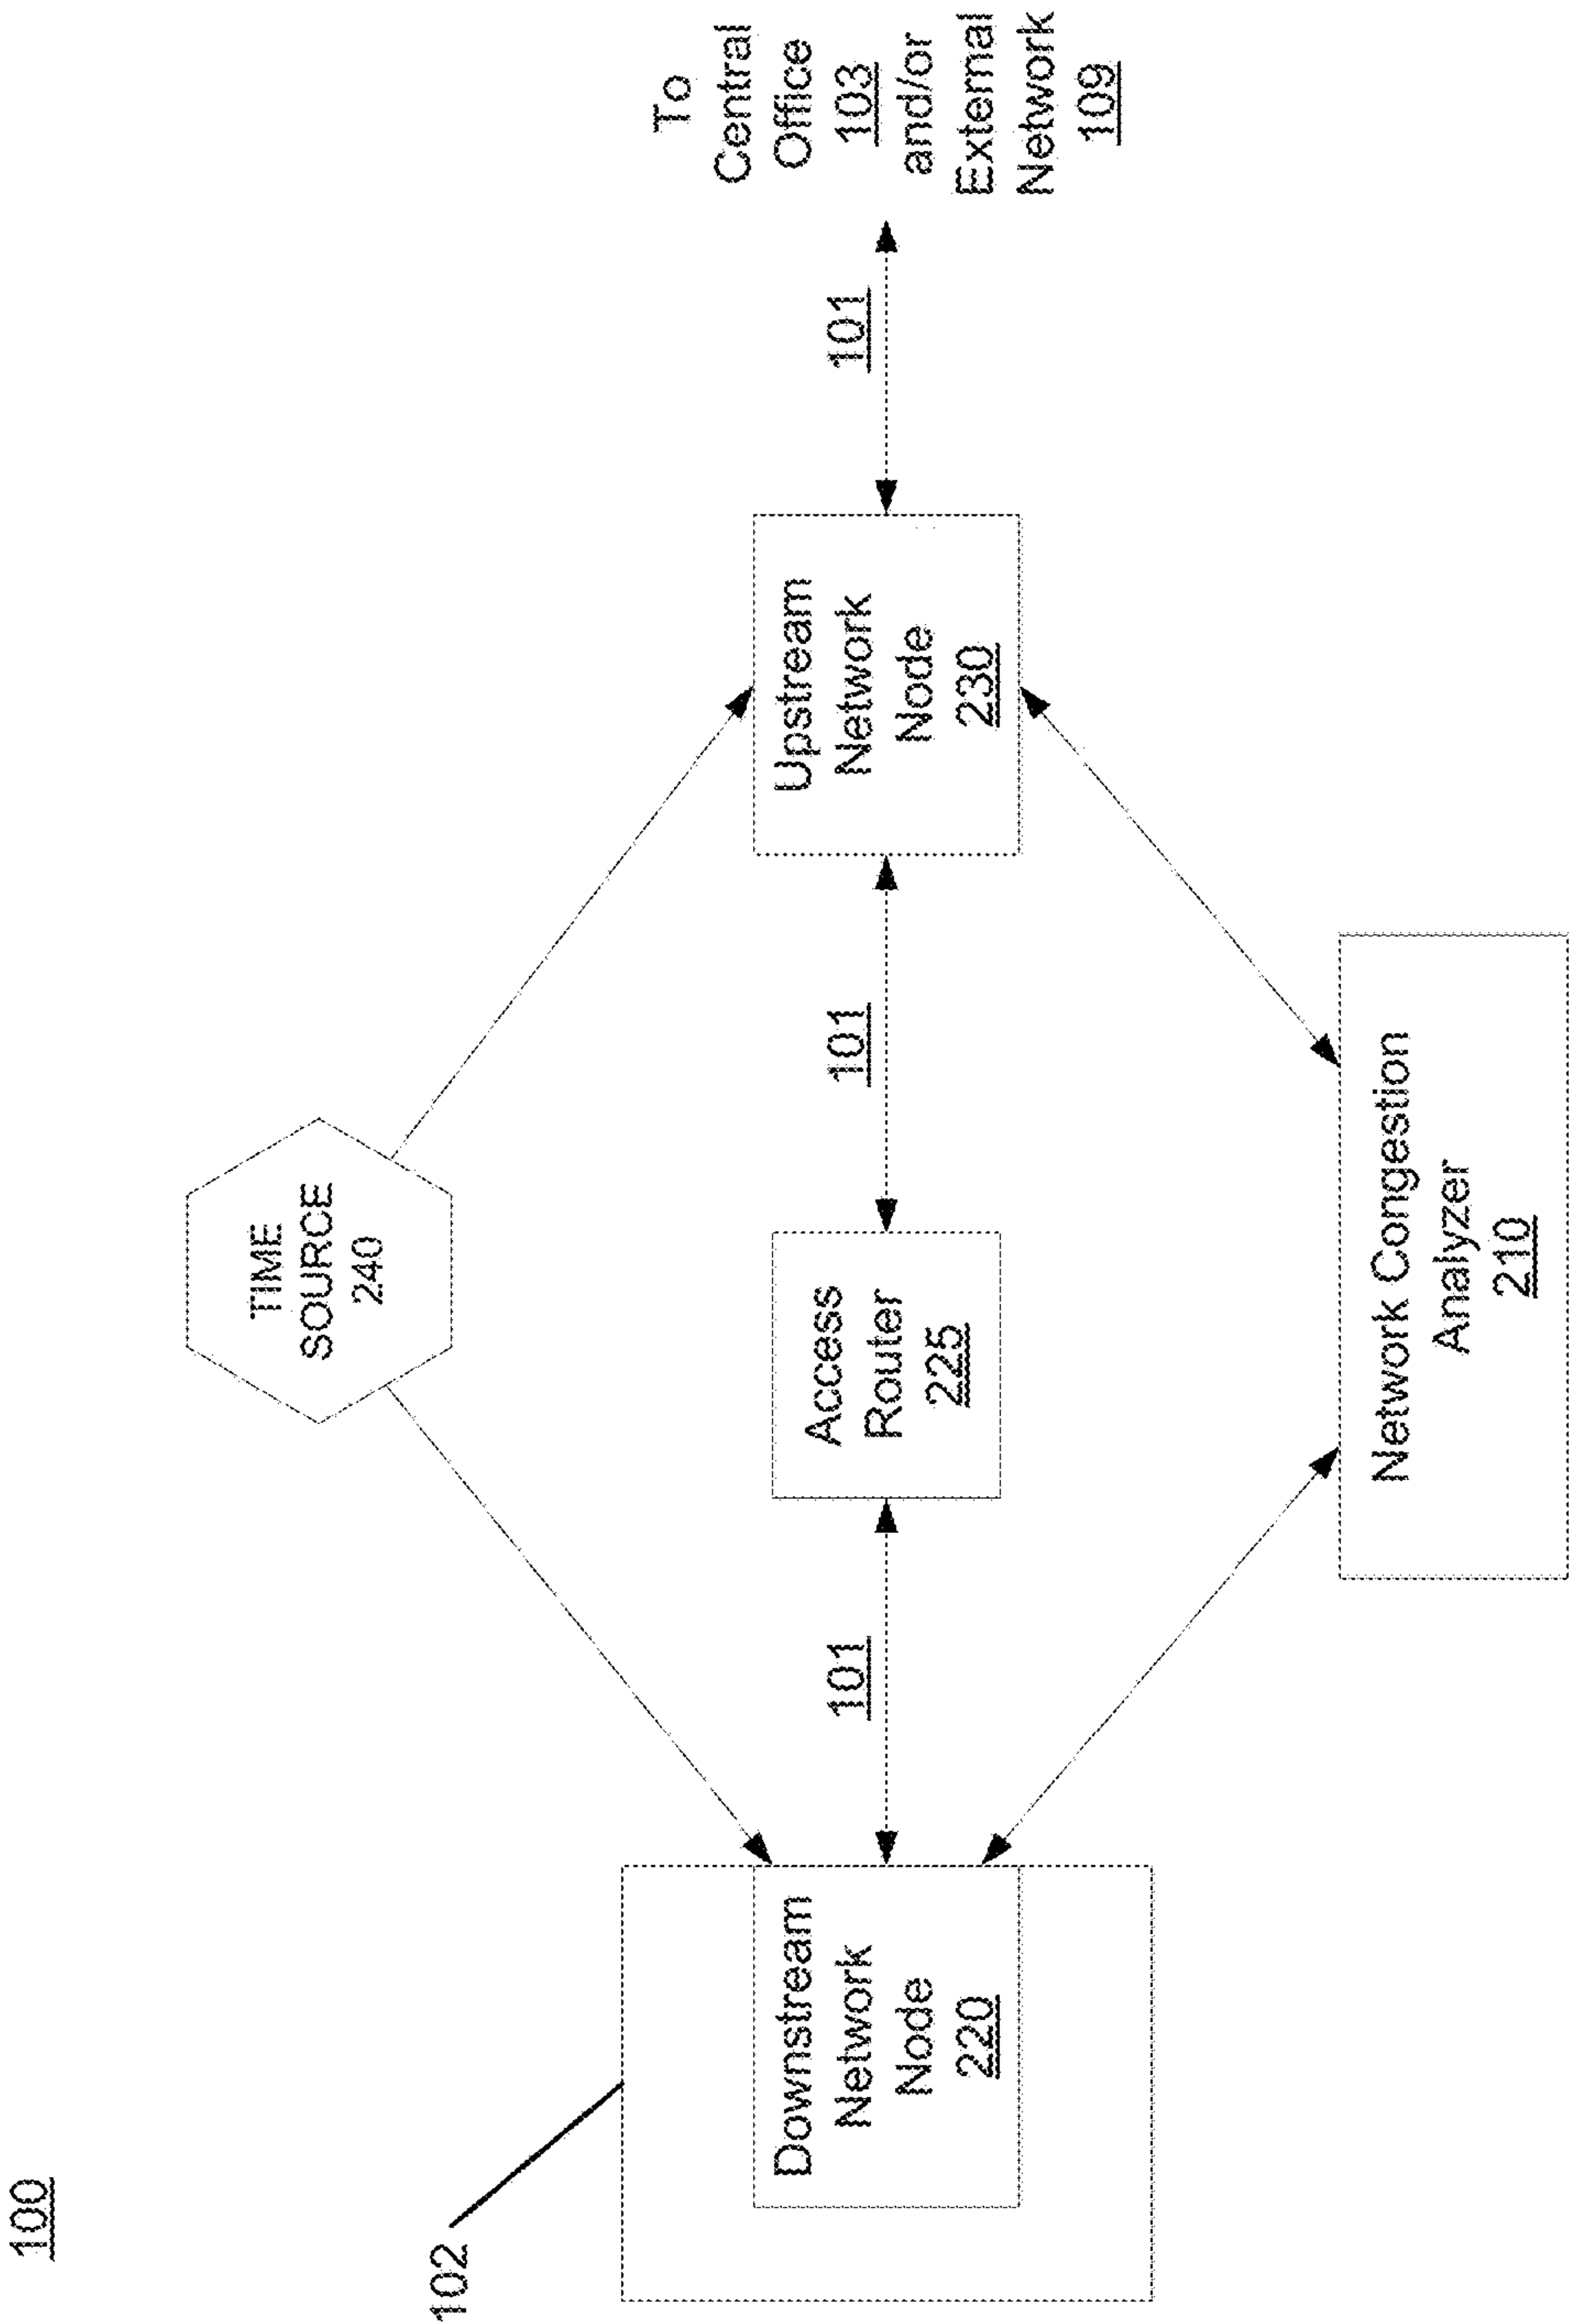 100
TIME
SOURCE
240
102
Downstream
Network
Node
220
101
Access
Router
225
101
Upstream
Network
Node
230
101
To
Central
Office
103
and/or
External
Network
109
Network Congestion
Analyzer
210